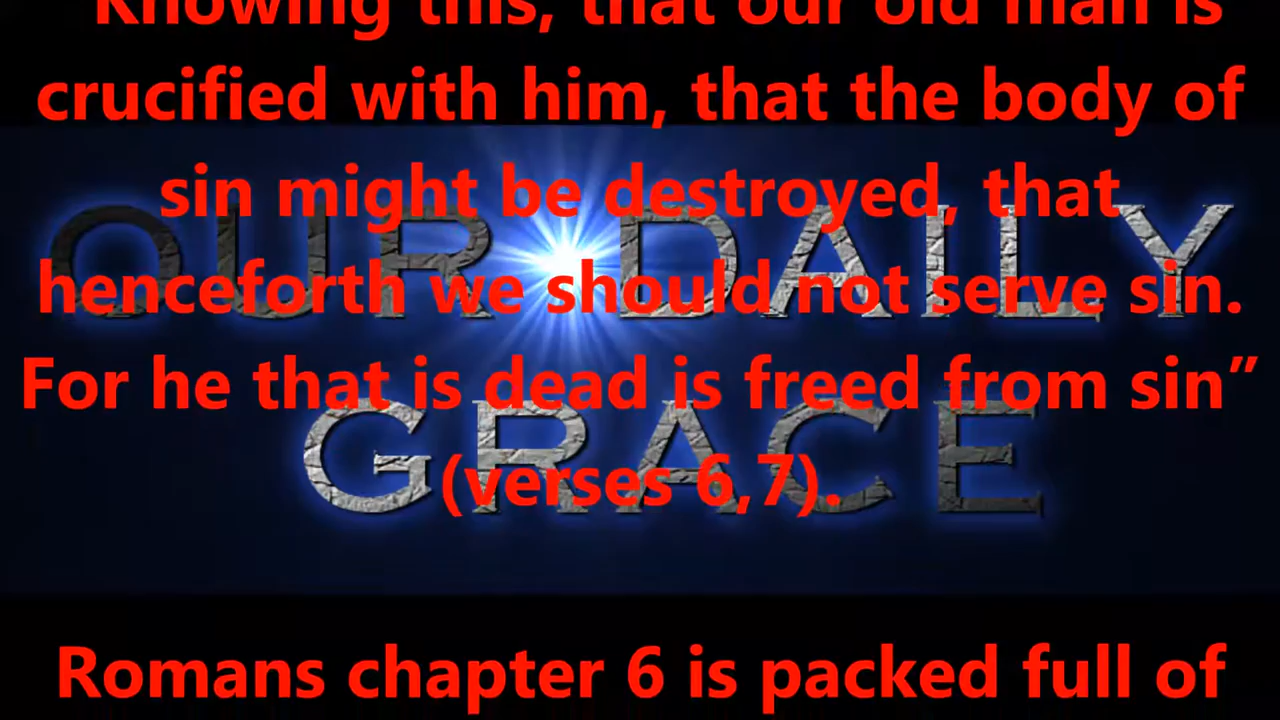 Knowing this, that our old man is
crucified with him, that the body of
sin might be destroyed, that
henceforth we should not serve sin.
For he that is dead is freed from sin”
(verses 6,7).
Romans chapter 6 is packed full of
OUR DAILY
GRACE